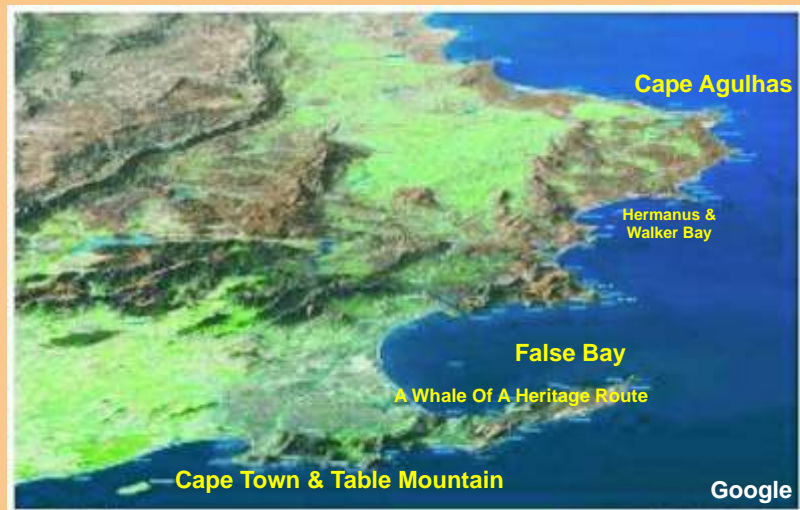 Cape Agulhas
Hermanus &
Walker Bay
False Bay
A Whale Of A Heritage Route
Cape Town & Table Mountain
Google